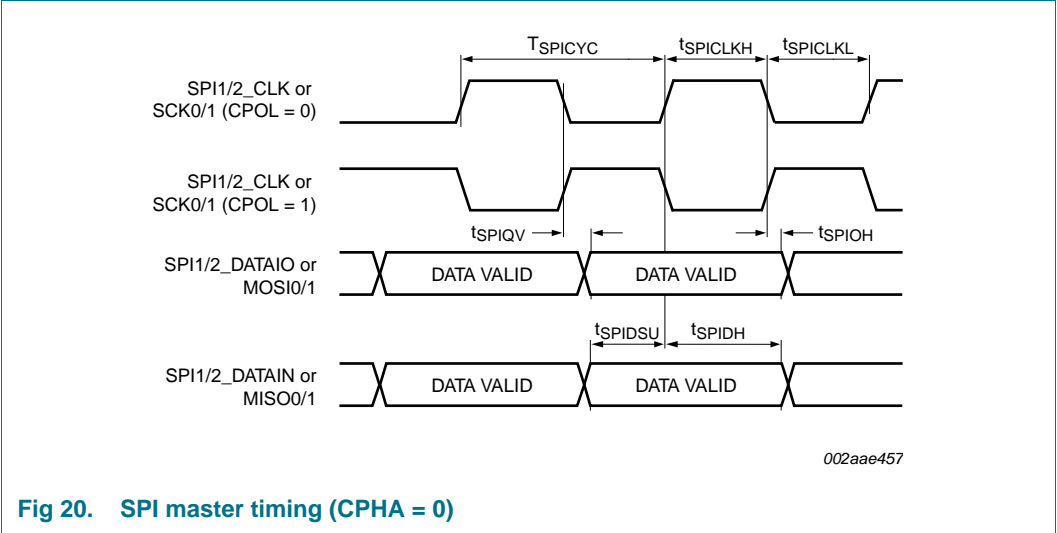 TSPICYC tSPICLKH tSPICLKL
SPI1/2_CLK or
SCK0/1 (CPOL = 0)
SPI1/2_CLK or
SCK0/1 (CPOL = 1)
tSPIQV tSPIOH
SPI1/2_DATAIO or
MOSI0/1
DATA VALID DATA VALID
tSPIDSU tSPIDH
SPI1/2_DATAIN or
MISO0/1
DATA VALID DATA VALID
002aae457
Fig 20. SPI master timing (CPHA = 0)